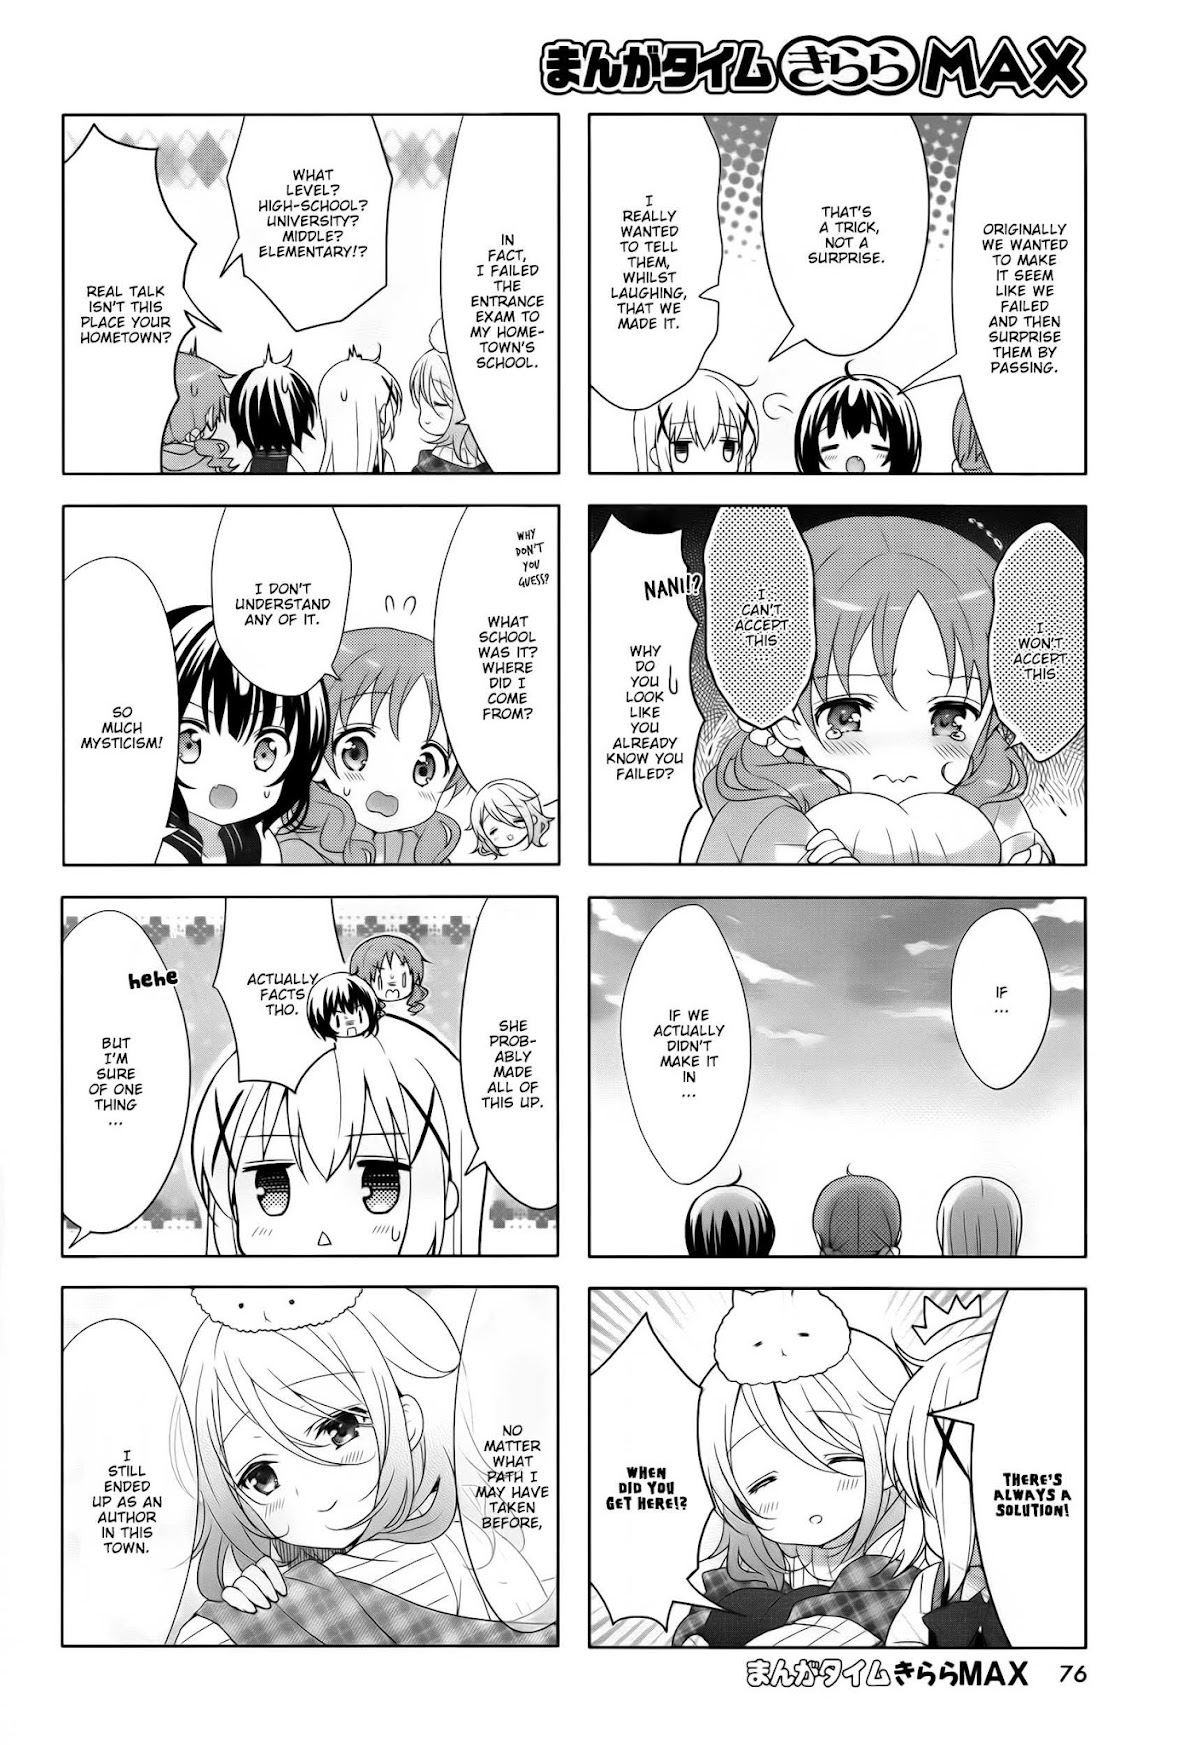 まんがタイムきららMAX
ORIGINALLY
WE WANTED
TO MAKE
IT SEEM
LIKE WE
FAILED
AND THEN
SURPRISE
THEM BY
PASSING.
THAT'S
A TRICK,
NOT A
SURPRISE.
I
REALLY
WANTED
TO TELL
THEM,
WHILST
LAUGHING,
THAT WE
MADE IT.
I
WON'T
ACCEPT
THIS
I
CAN'T
ACCEPT
THIS
NANI!?
WHY
DO
YOU
LOOK
LIKE
YOU
ALREADY
KNOW YOU
FAILED?
IF
...
IF WE
ACTUALLY
DIDN'T
MAKE IT
IN
...
THERE'S
ALWAYS A
SOLUTION!
WHEN
DID YOU
GET HERE!?
IN
FACT,
I FAILED
THE
ENTRANCE
EXAM TO
MY HOME-
TOWN'S
SCHOOL.
WHAT
LEVEL?
HIGH-SCHOOL?
UNIVERSITY?
MIDDLE?
ELEMENTARY!?
REAL TALK
ISN'T THIS
PLACE YOUR
HOMETOWN?
WHY
DON'T
YOU
GUESS?
WHAT
SCHOOL
WAS IT?
WHERE
DID I
COME
FROM?
I DON'T
UNDERSTAND
ANY OF IT.
SO
MUCH
MYSTICISM!
SHE
PROB-
ABLY
MADE
ALL OF
THIS UP.
ACTUALLY
FACTS
THO.
hehe
BUT
I'M
SURE
OF ONE
THING
...
NO
MATTER
WHAT
PATH I
MAY HAVE
TAKEN
BEFORE,
I
STILL
ENDED
UP AS AN
AUTHOR
IN THIS
TOWN.
まんがタイムきららMAX 76